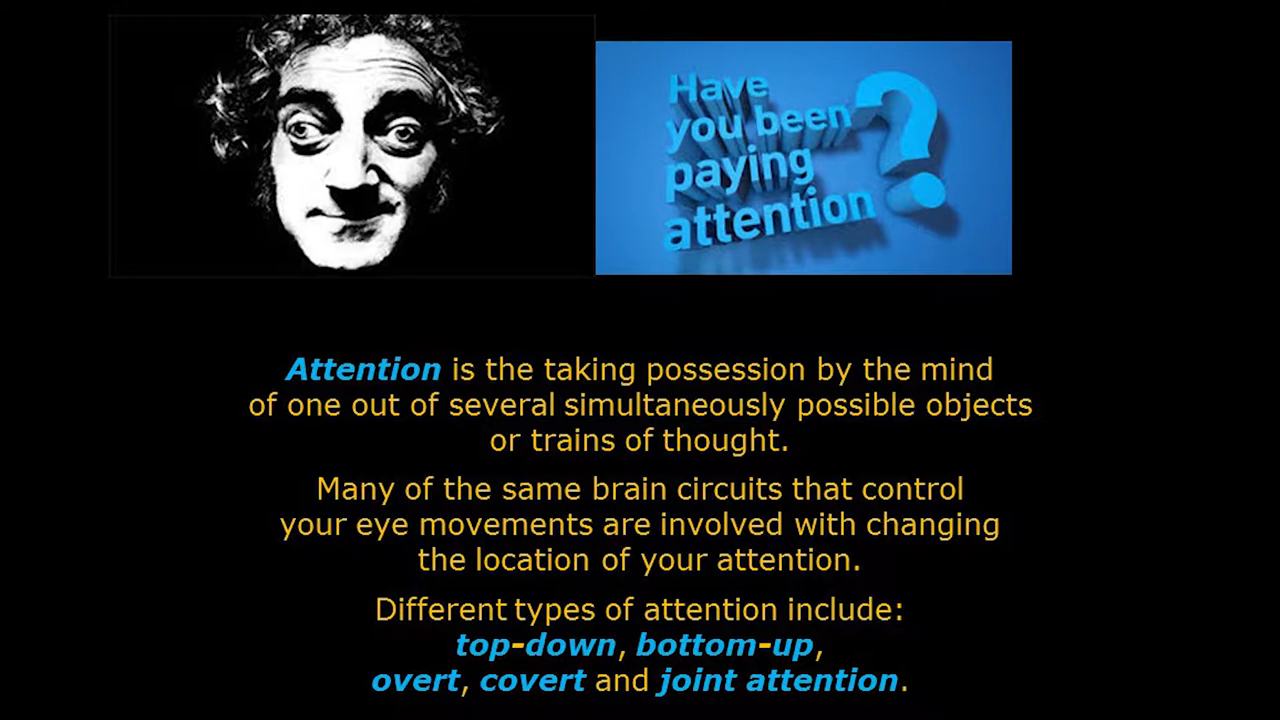 Have
you been
paying
attention?
Attention is the taking possession by the mind
of one out of several simultaneously possible objects
or trains of thought.
Many of the same brain circuits that control
your eye movements are involved with changing
the location of your attention.
Different types of attention include:
top-down, bottom-up,
overt, covert and joint attention.